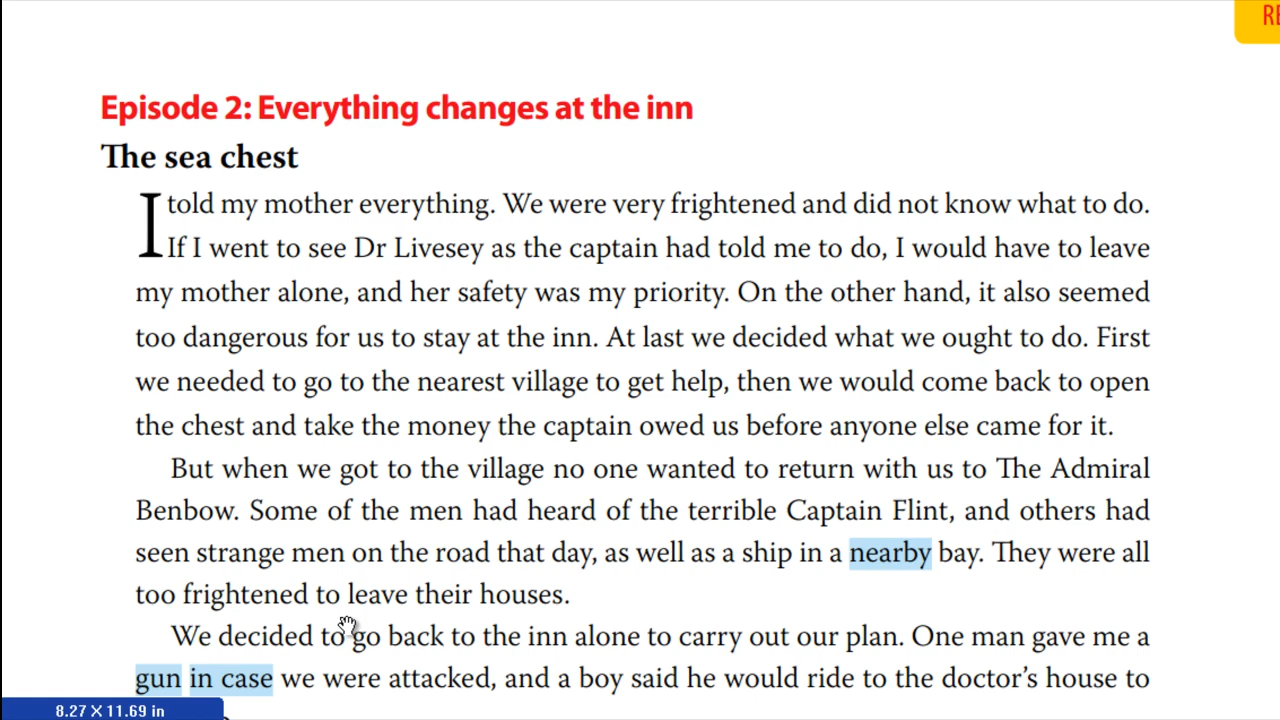 RE
Episode 2: Everything changes at the inn
The sea chest
I told my mother everything. We were very frightened and did not know what to do.
If I went to see Dr Livesey as the captain had told me to do, I would have to leave
my mother alone, and her safety was my priority. On the other hand, it also seemed
too dangerous for us to stay at the inn. At last we decided what we ought to do. First
we needed to go to the nearest village to get help, then we would come back to open
the chest and take the money the captain owed us before anyone else came for it.
But when we got to the village no one wanted to return with us to The Admiral
Benbow. Some of the men had heard of the terrible Captain Flint, and others had
seen strange men on the road that day, as well as a ship in a nearby bay. They were all
too frightened to leave their houses.
We decided to go back to the inn alone to carry out our plan. One man gave me a
gun in case we were attacked, and a boy said he would ride to the doctor's house to
8.27 X 11.69 in